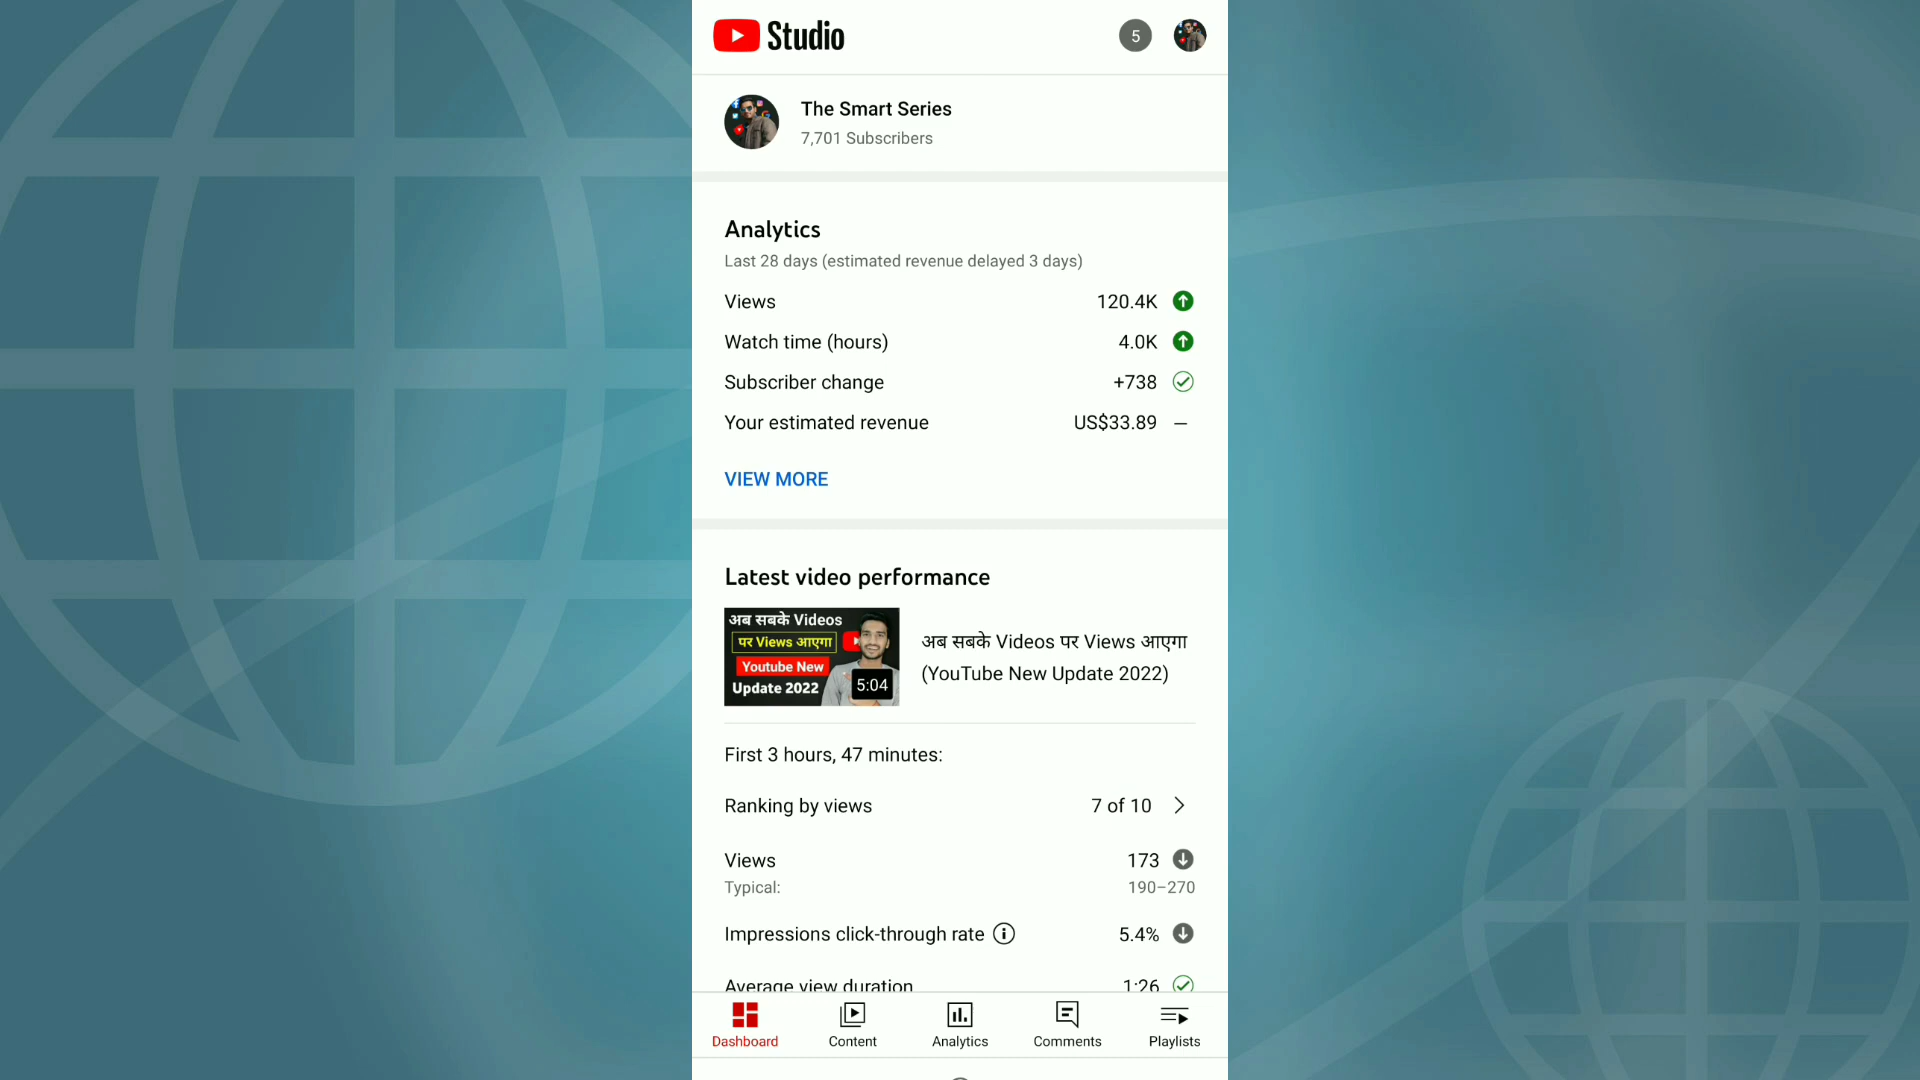 Studio
5
The Smart Series
7,701 Subscribers
Analytics
Last 28 days (estimated revenue delayed 3 days)
Views 120.4K
Watch time (hours) 4.0K
Subscriber change +738
Your estimated revenue US$33.89 –
VIEW MORE
Latest video performance
अब सबके Videos
पर Views आएगा
Youtube New
Update 2022
5:04
अब सबके Videos पर Views आएगा
(YouTube New Update 2022)
First 3 hours, 47 minutes:
Ranking by views 7 of 10
Views 173
Typical: 190–270
Impressions click-through rate 5.4%
Average view duration 1:26
Dashboard Content Analytics Comments Playlists